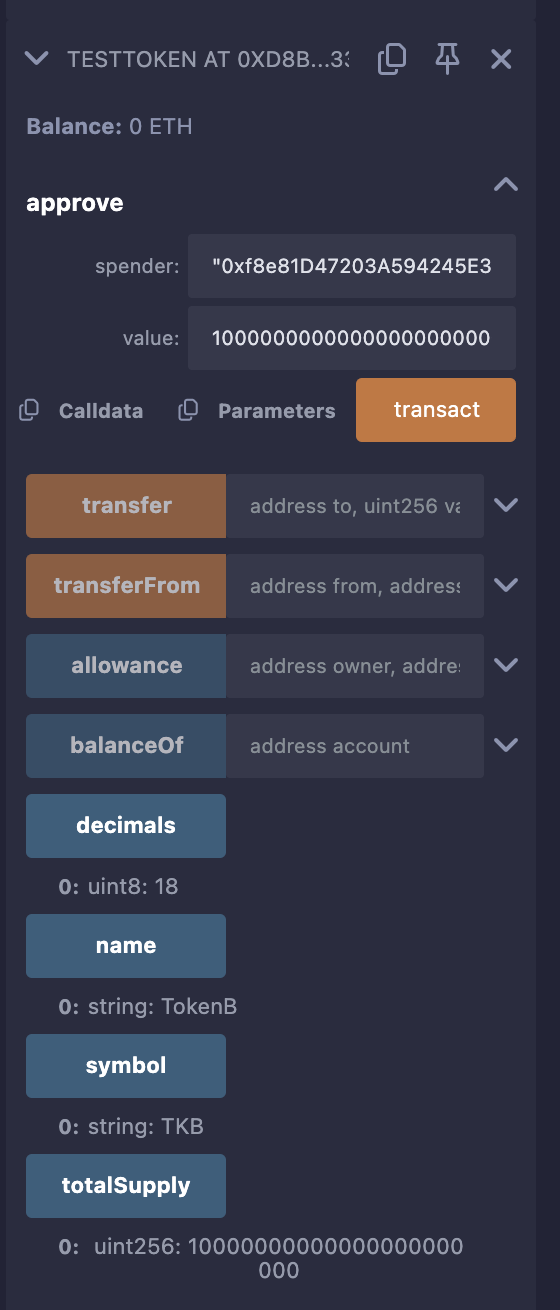 TESTTOKEN AT 0XD8B...33
Balance: 0 ETH
approve
spender: "0xf8e81D47203A594245E3
value: 1000000000000000000000
Calldata Parameters transact
transfer address to, uint256 va
transferFrom address from, address
allowance address owner, addre
balanceOf address account
decimals
0: uint8: 18
name
0: string: TokenB
symbol
0: string: TKB
totalSupply
0: uint256: 1000000000000000000000
000